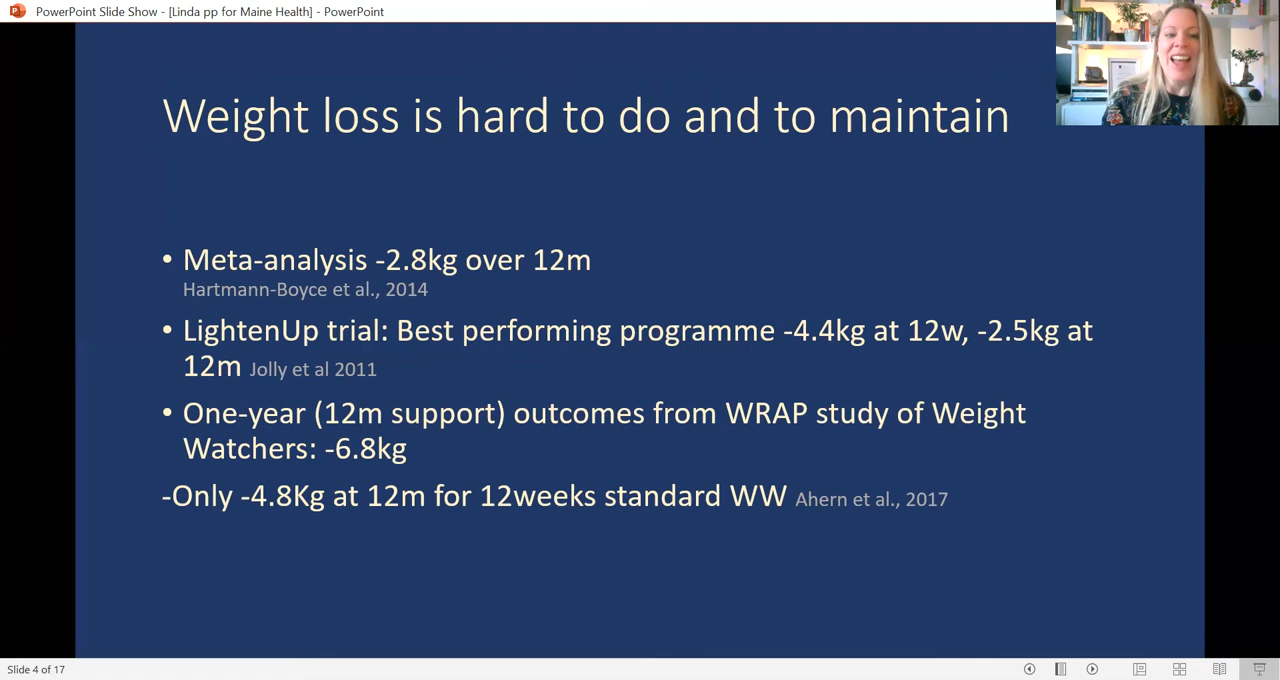 PowerPoint Slide Show - [Linda pp for Maine Health] - PowerPoint
Weight loss is hard to do and to maintain
• Meta-analysis -2.8kg over 12m
Hartmann-Boyce et al., 2014
• LightenUp trial: Best performing programme -4.4kg at 12w, -2.5kg at
12m Jolly et al 2011
• One-year (12m support) outcomes from WRAP study of Weight
Watchers: -6.8kg
-Only -4.8Kg at 12m for 12weeks standard WW Ahern et al., 2017
Slide 4 of 17